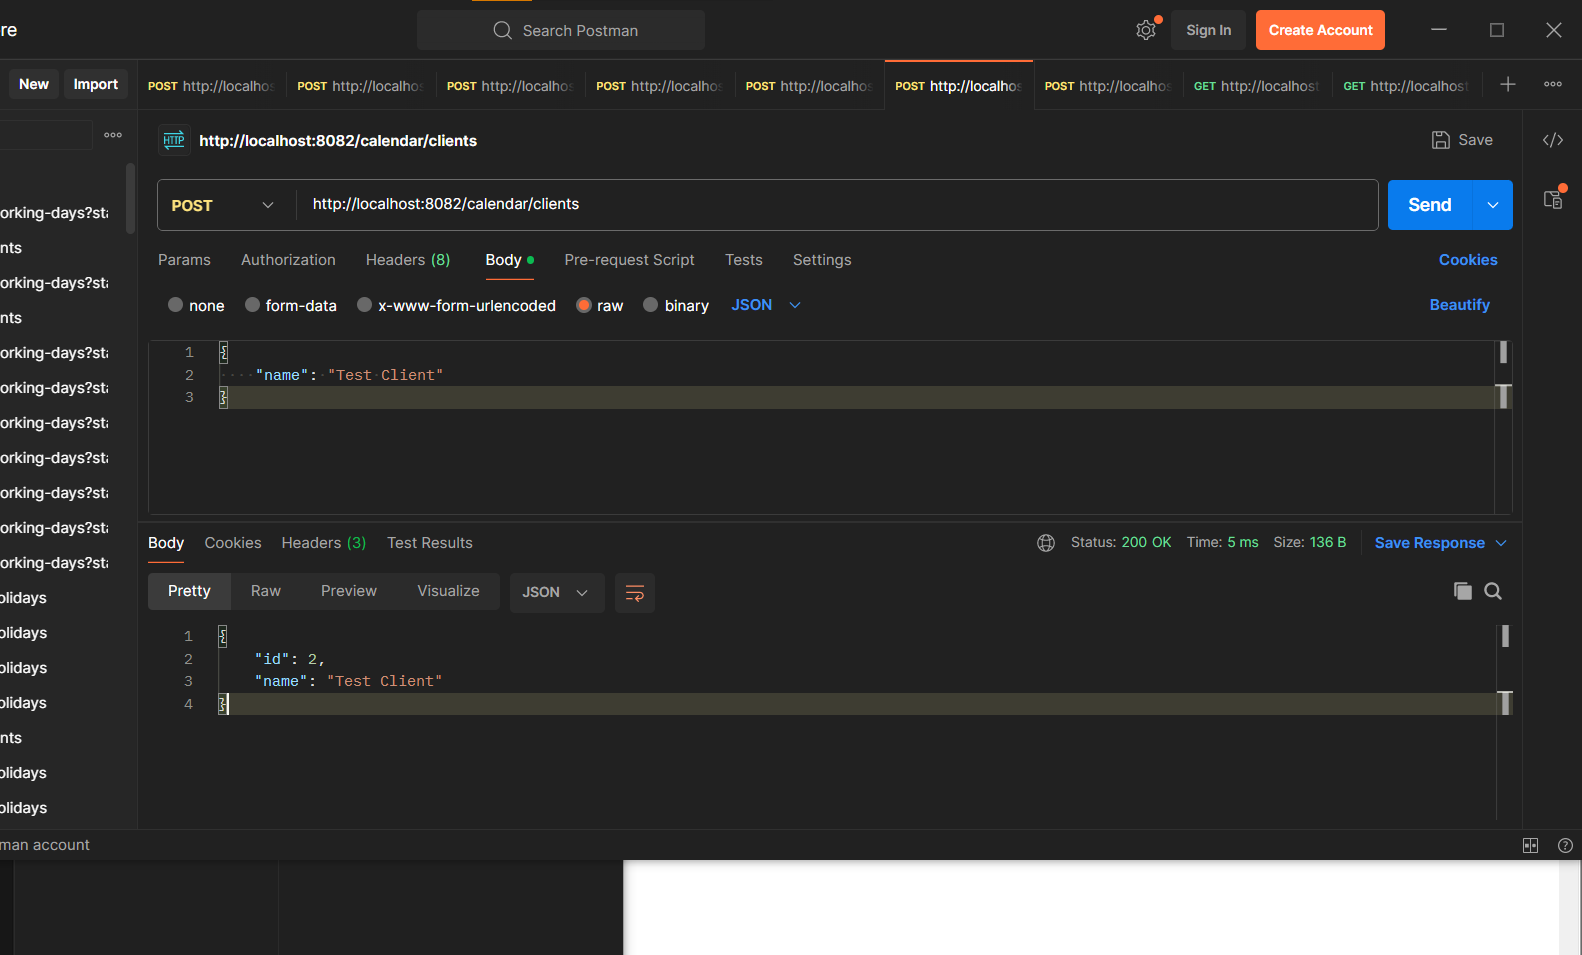 re
Search Postman
Sign In
Create Account
New
Import
POST http://localhos
POST http://localhos
POST http://localhos
POST http://localhos
POST http://localhos
POST http://localhos
POST http://localhos
GET http://localhost
GET http://localhost
HTTP
http://localhost:8082/calendar/clients
Save
POST
http://localhost:8082/calendar/clients
Send
Params
Authorization
Headers (8)
Body
Pre-request Script
Tests
Settings
Cookies
none
form-data
x-www-form-urlencoded
raw
binary
JSON
Beautify
1 {
2 "name": "Test Client"
3 }
orking-days?sta
nts
orking-days?sta
nts
orking-days?sta
orking-days?sta
orking-days?sta
orking-days?sta
orking-days?sta
orking-days?sta
orking-days?sta
olidays
olidays
olidays
olidays
nts
olidays
olidays
Body
Cookies
Headers (3)
Test Results
Status: 200 OK
Time: 5 ms
Size: 136 B
Save Response
Pretty
Raw
Preview
Visualize
JSON
1 {
2 "id": 2,
3 "name": "Test Client"
4 }
man account